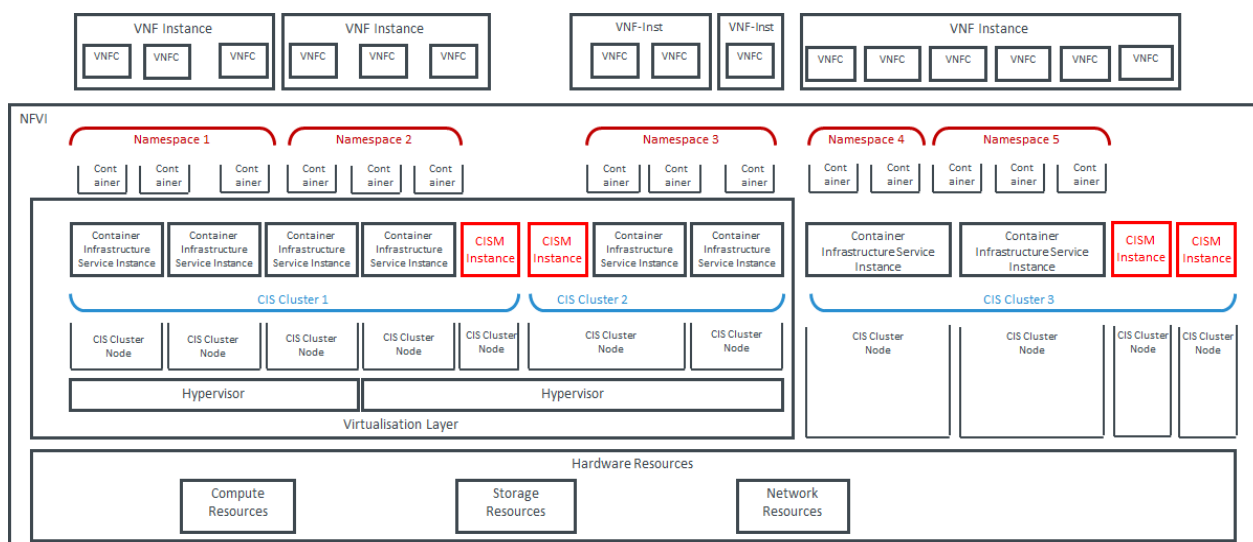 VNF Instance
VNFC
VNFC
VNFC
VNF Instance
VNFC
VNFC
VNFC
VNF-Inst
VNFC
VNFC
VNF-Inst
VNFC
VNF Instance
VNFC
VNFC
VNFC
VNFC
VNFC
VNFC
NFVI
Namespace 1
Namespace 2
Namespace 3
Namespace 4
Namespace 5
Cont
ainer
Cont
ainer
Cont
ainer
Cont
ainer
Cont
ainer
Cont
ainer
Cont
ainer
Cont
ainer
Cont
ainer
Cont
ainer
Cont
ainer
Cont
ainer
Cont
ainer
Cont
ainer
Container
Infrastructure
Service Instance
Container
Infrastructure
Service Instance
Container
Infrastructure
Service Instance
Container
Infrastructure
Service Instance
CISM
Instance
CISM
Instance
Container
Infrastructure
Service Instance
Container
Infrastructure
Service Instance
Container
Infrastructure Service
Instance
Container
Infrastructure Service
Instance
CISM
Instance
CISM
Instance
CIS Cluster 1
CIS Cluster 2
CIS Cluster 3
CIS Cluster
Node
CIS Cluster
Node
CIS Cluster
Node
CIS Cluster
Node
CIS Cluster
Node
CIS Cluster
Node
CIS Cluster
Node
CIS Cluster
Node
CIS Cluster
Node
CIS Cluster
Node
CIS Cluster
Node
Hypervisor
Hypervisor
Virtualisation Layer
Hardware Resources
Compute
Resources
Storage
Resources
Network
Resources